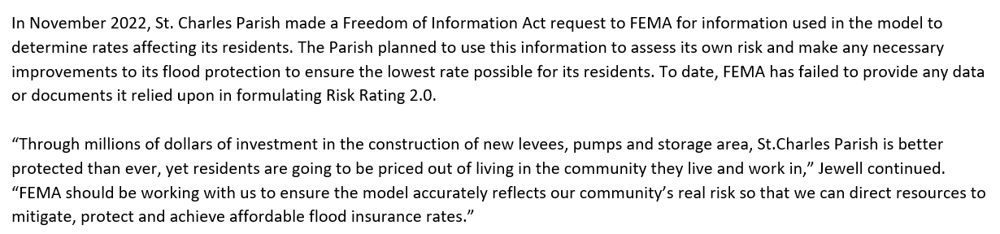 In November 2022, St. Charles Parish made a Freedom of Information Act request to FEMA for information used in the model to
determine rates affecting its residents. The Parish planned to use this information to assess its own risk and make any necessary
improvements to its flood protection to ensure the lowest rate possible for its residents. To date, FEMA has failed to provide any data
or documents it relied upon in formulating Risk Rating 2.0.
“Through millions of dollars of investment in the construction of new levees, pumps and storage area, St.Charles Parish is better
protected than ever, yet residents are going to be priced out of living in the community they live and work in,” Jewell continued.
“FEMA should be working with us to ensure the model accurately reflects our community’s real risk so that we can direct resources to
mitigate, protect and achieve affordable flood insurance rates.”